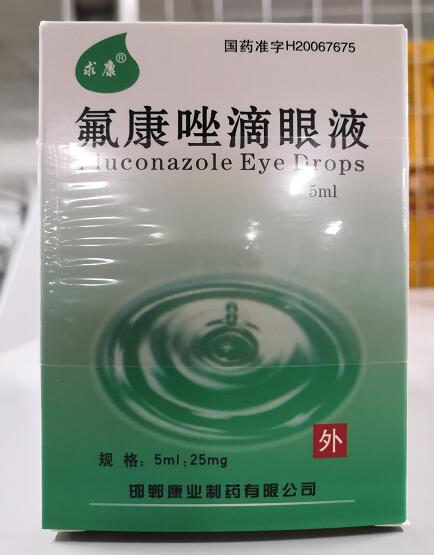 求康®
国药准字H20067675
氟康唑滴眼液
Fluconazole Eye Drops
5ml
外
规格：5ml:25mg
邯郸康业制药有限公司